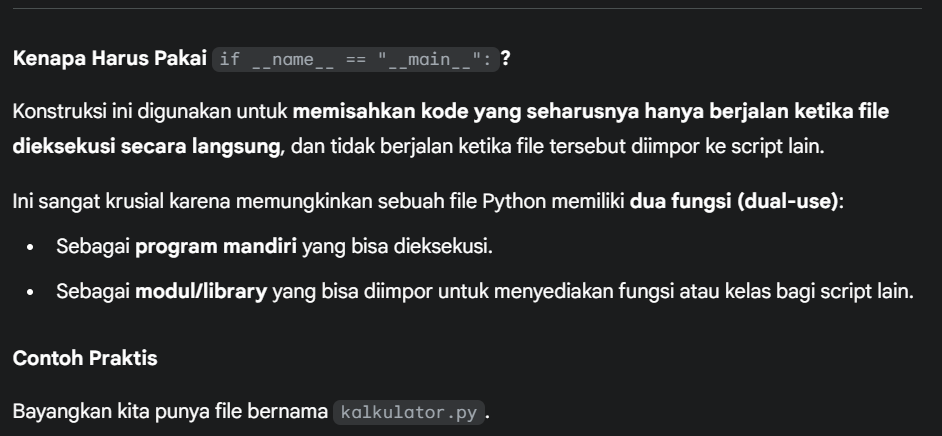 Kenapa Harus Pakai if __name__ == "__main__": ?
Konstruksi ini digunakan untuk memisahkan kode yang seharusnya hanya berjalan ketika file
dieksekusi secara langsung, dan tidak berjalan ketika file tersebut diimpor ke script lain.
Ini sangat krusial karena memungkinkan sebuah file Python memiliki dua fungsi (dual-use):
• Sebagai program mandiri yang bisa dieksekusi.
• Sebagai modul/library yang bisa diimpor untuk menyediakan fungsi atau kelas bagi script lain.
Contoh Praktis
Bayangkan kita punya file bernama kalkulator.py .